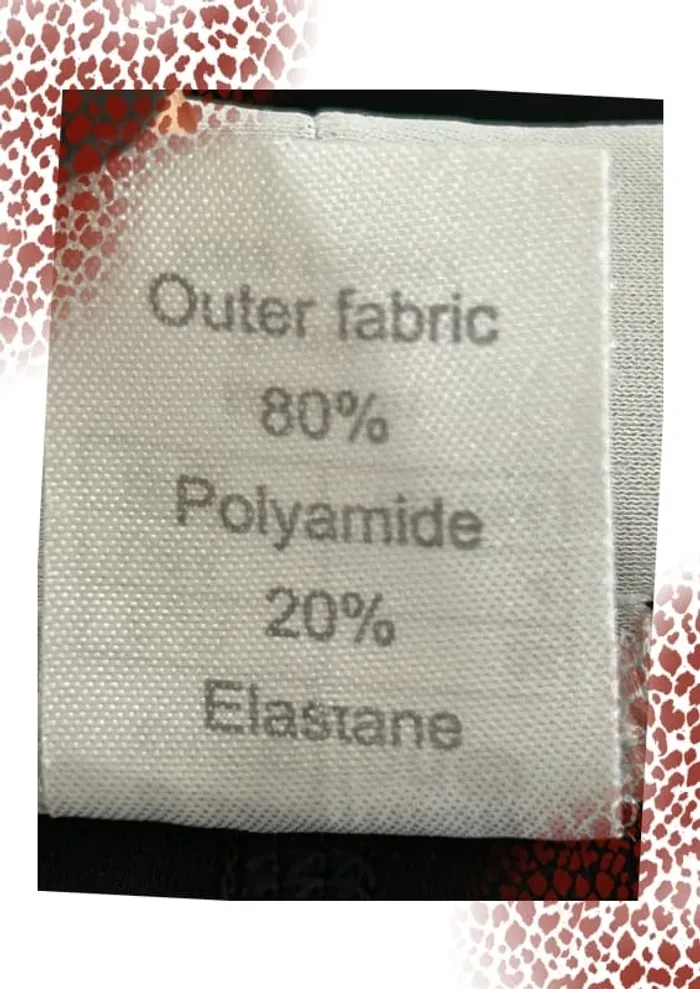 Outer fabric
80%
Polyamide
20%
Elastane